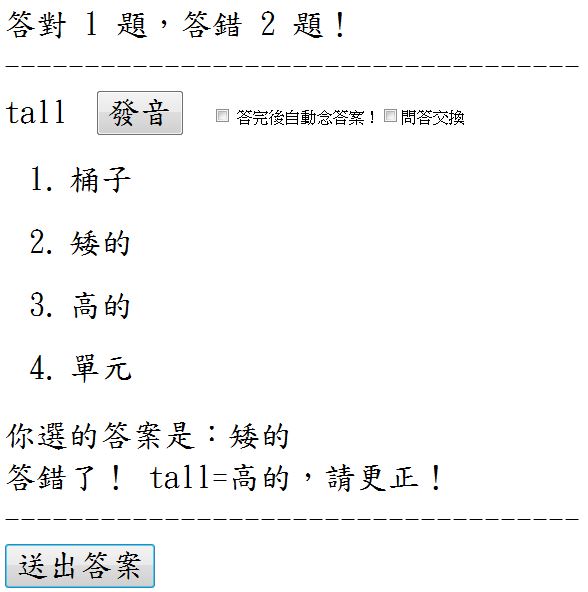 答對 1 題，答錯 2 題！
------------------------------------
tall 發音 答完後自動念答案！ 問答交換
1. 桶子
2. 矮的
3. 高的
4. 單元
你選的答案是：矮的
答錯了！ tall=高的，請更正！
------------------------------------
送出答案